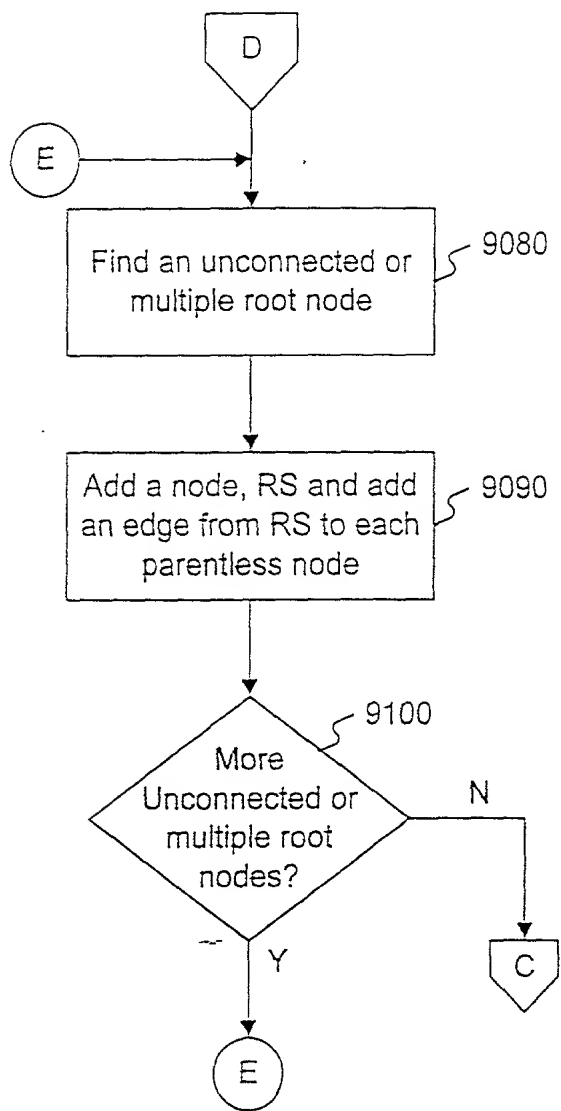 D
E
Find an unconnected or
multiple root node
9080
Add a node, RS and add
an edge from RS to each
parentless node
9090
9100
More
Unconnected or
multiple root
nodes?
N
Y
C
E